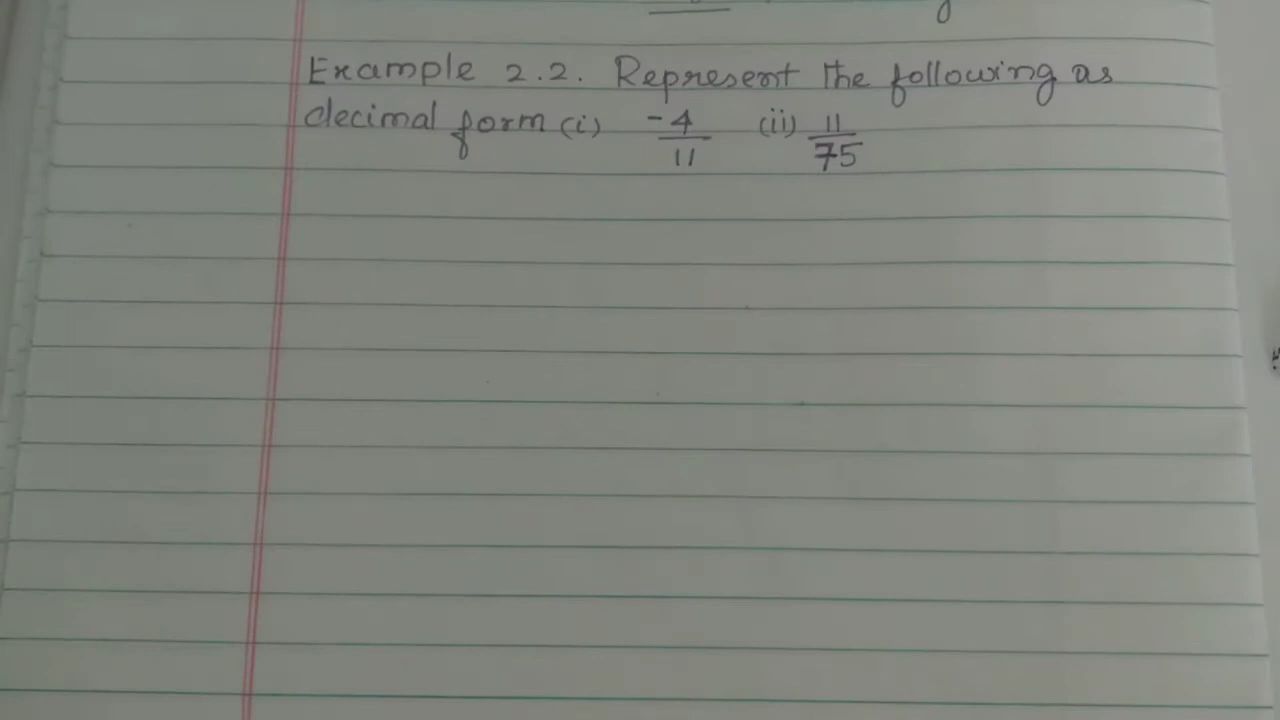 Example 2.2. Represent the following as
decimal form (i) -4/11 (ii) 11/75